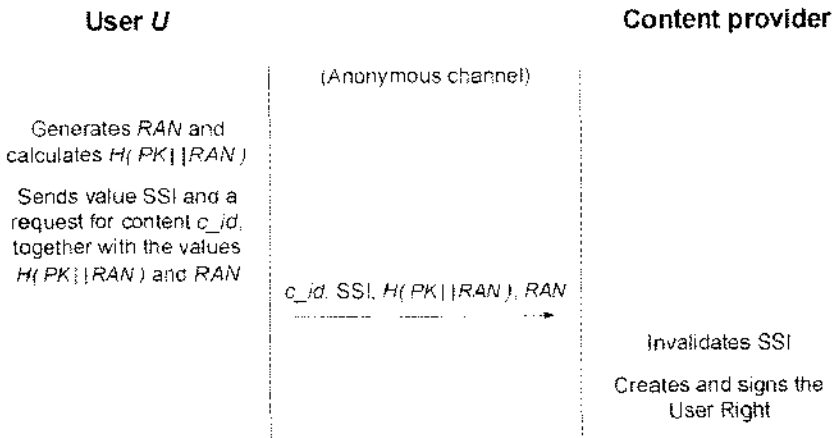 User U
Content provider
(Anonymous channel)
Generates RAN and
calculates H(PK||RAN)
Sends value SSI and a
request for content c_id,
together with the values
H(PK||RAN) and RAN
c_id, SSI, H(PK||RAN), RAN
Invalidates SSI
Creates and signs the
User Right